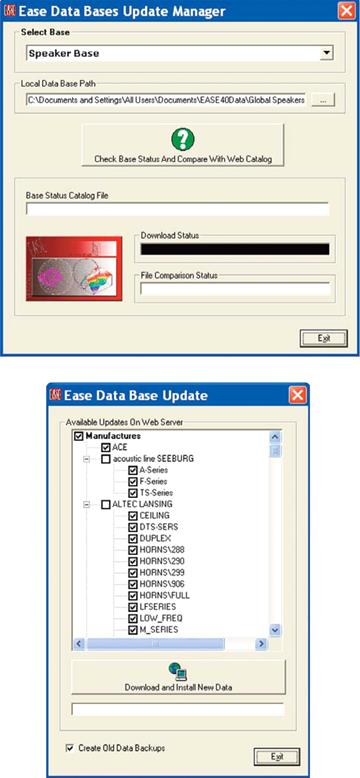 Ease Data Bases Update Manager
Select Base
Speaker Base
Local Data Base Path
C:\Documents and Settings\All Users\Documents\EASE40Data\Global Speakers
...
Check Base Status And Compare With Web Catalog
Base Status Catalog File
Download Status
File Comparison Status
Exit
Ease Data Base Update
Available Updates On Web Server
Manufactures
ACE
acoustic line SEEBURG
A-Series
F-Series
TS-Series
ALTEC LANSING
CEILING
DTS-SERS
DUPLEX
HORNS\288
HORNS\290
HORNS\299
HORNS\906
HORNS\FULL
LFSERIES
LOW_FREQ
M_SERIES
Download and Install New Data
Create Old Data Backups
Exit